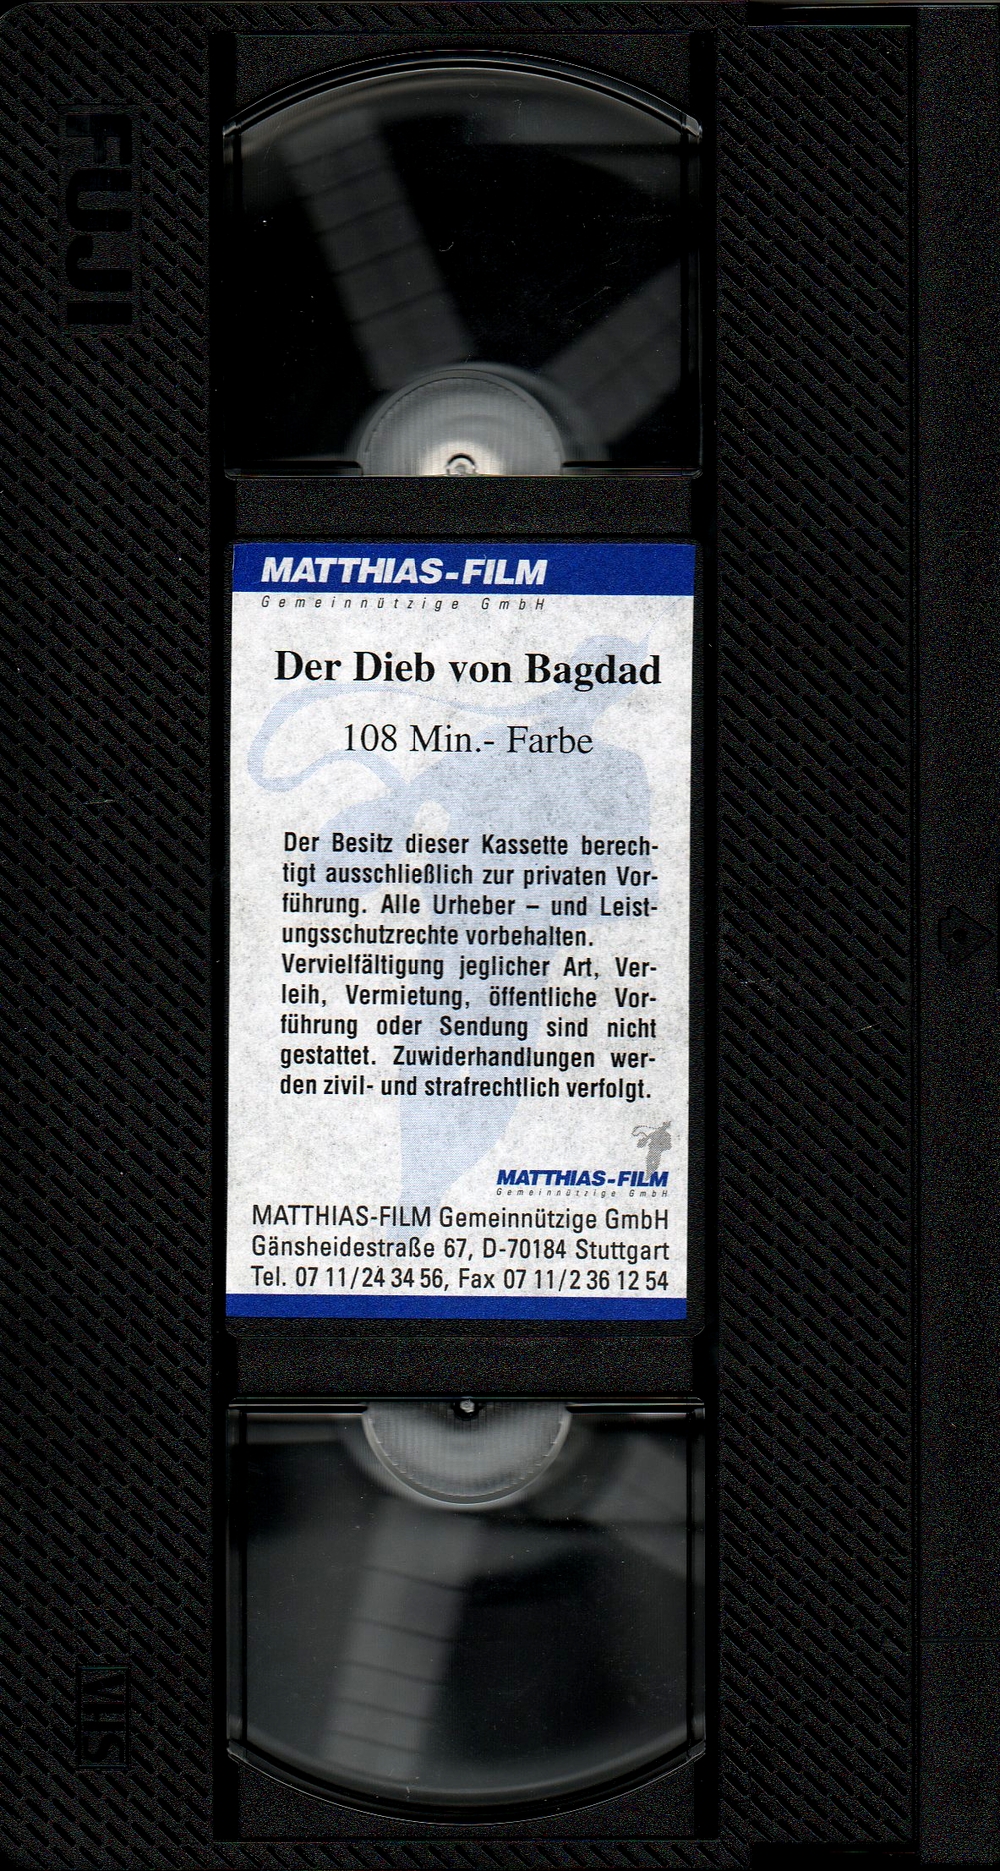 FUJI
MATTHIAS-FILM
Gemeinnützige GmbH
Der Dieb von Bagdad
108 Min.- Farbe
Der Besitz dieser Kassette berech-
tigt ausschließlich zur privaten Vor-
führung. Alle Urheber – und Leist-
ungsschutzrechte vorbehalten.
Vervielfältigung jeglicher Art, Ver-
leih, Vermietung, öffentliche Vor-
führung oder Sendung sind nicht
gestattet. Zuwiderhandlungen wer-
den zivil- und strafrechtlich verfolgt.
MATTHIAS-FILM
Gemeinnützige GmbH
MATTHIAS-FILM Gemeinnützige GmbH
Gänsheidestraße 67, D-70184 Stuttgart
Tel. 07 11/24 34 56, Fax 07 11/2 36 12 54
VHS